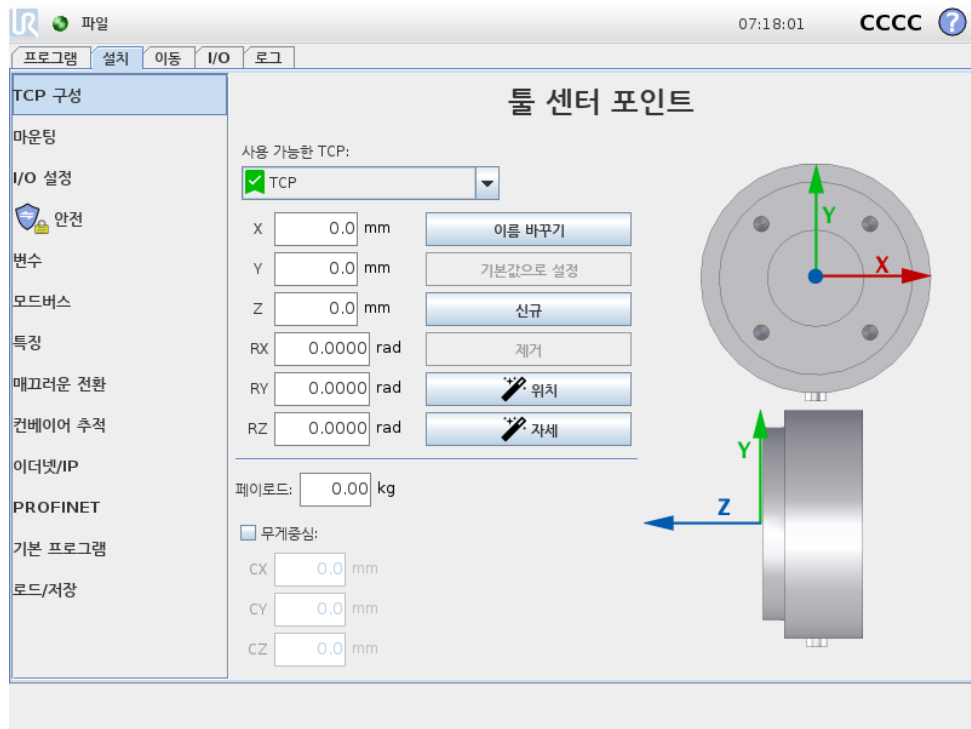 UR 파일 07:18:01 CCCC ?
프로그램 설치 이동 I/O 로그
TCP 구성
마운팅
I/O 설정
안전
변수
모드버스
특징
매끄러운 전환
컨베이어 추적
이더넷/IP
PROFINET
기본 프로그램
로드/저장
툴 센터 포인트
사용 가능한 TCP:
TCP
X 0.0 mm 이름 바꾸기
Y 0.0 mm 기본값으로 설정
Z 0.0 mm 신규
RX 0.0000 rad 제거
RY 0.0000 rad 위치
RZ 0.0000 rad 자세
페이로드: 0.00 kg
무게중심:
CX 0.0 mm
CY 0.0 mm
CZ 0.0 mm
Y
X
Y
Z